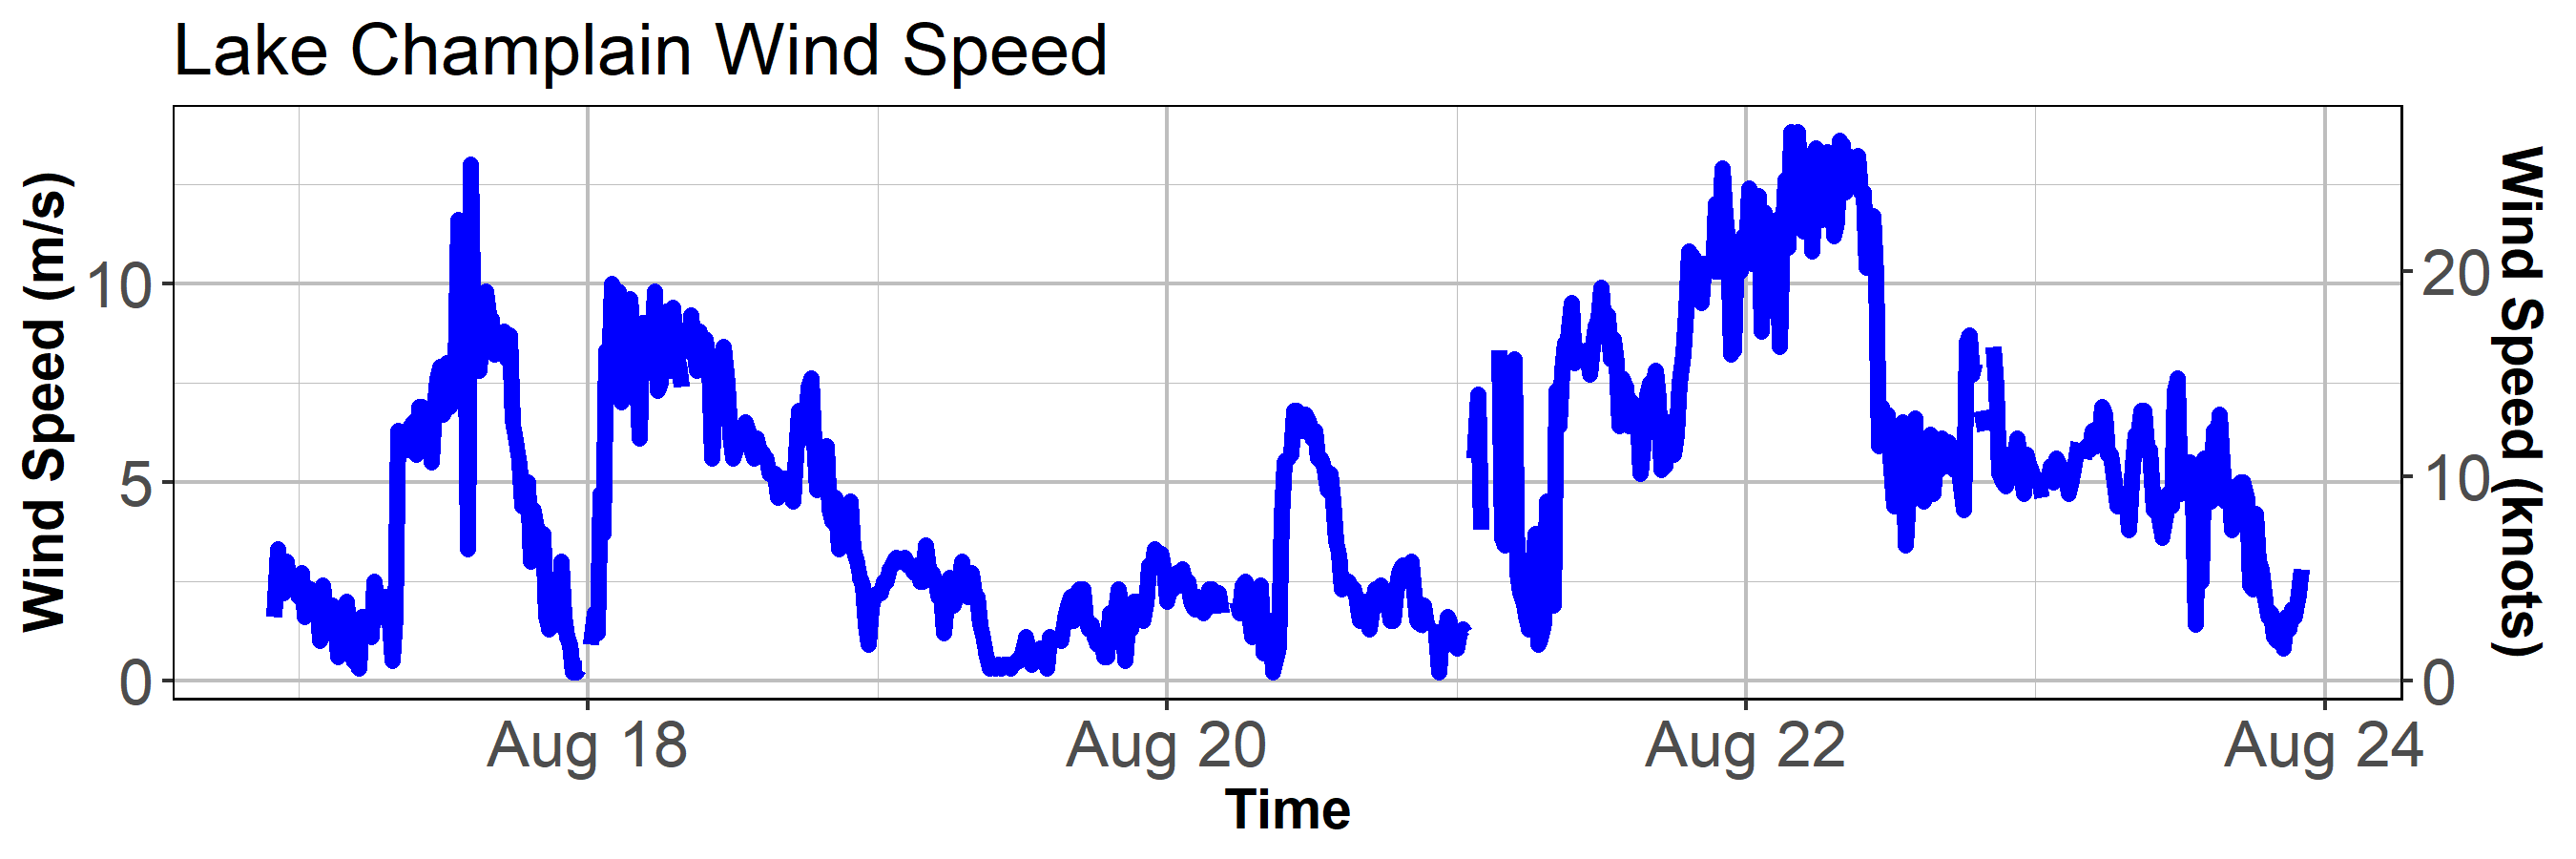 Lake Champlain Wind Speed
Wind Speed (m/s)
10
5
0
20
10
0
Wind Speed (knots)
Aug 18
Aug 20
Aug 22
Aug 24
Time